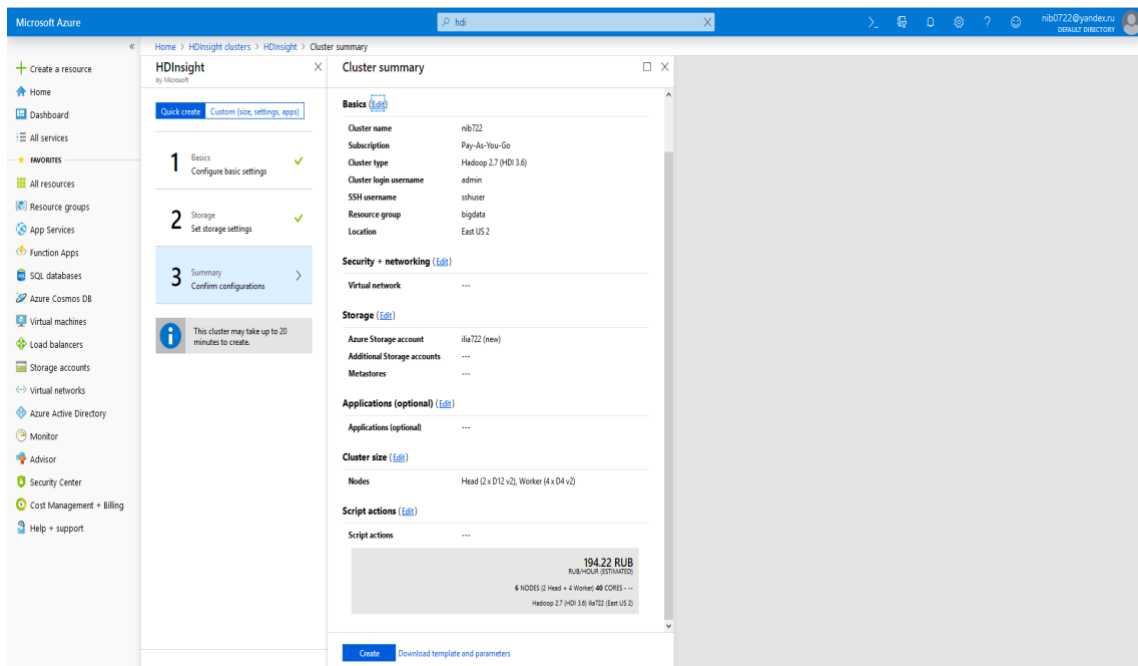 Microsoft Azure
hdi
nib0722@yandex.ru
DEFAULT DIRECTORY
Home > HDInsight clusters > HDInsight > Cluster summary
Create a resource
Home
Dashboard
All services
FAVORITES
All resources
Resource groups
App Services
Function Apps
SQL databases
Azure Cosmos DB
Virtual machines
Load balancers
Storage accounts
Virtual networks
Azure Active Directory
Monitor
Advisor
Security Center
Cost Management + Billing
Help + support
HDInsight
by Microsoft
Quick create Custom (size, settings, apps)
1 Basics
Configure basic settings
2 Storage
Set storage settings
3 Summary
Confirm configurations
This cluster may take up to 20
minutes to create.
Cluster summary
Basics (Edit)
Cluster name nib722
Subscription Pay-As-You-Go
Cluster type Hadoop 2.7 (HDI 3.6)
Cluster login username admin
SSH username sshuser
Resource group bigdata
Location East US 2
Security + networking (Edit)
Virtual network ---
Storage (Edit)
Azure Storage account ilia722 (new)
Additional Storage accounts ---
Metastores ---
Applications (optional) (Edit)
Applications (optional) ---
Cluster size (Edit)
Nodes Head (2 x D12 v2), Worker (4 x D4 v2)
Script actions (Edit)
Script actions ---
194.22 RUB
RUB/HOUR (ESTIMATED)
6 NODES (2 Head + 4 Worker) 40 CORES - --
Hadoop 2.7 (HDI 3.6) ilia722 (East US 2)
Create Download template and parameters